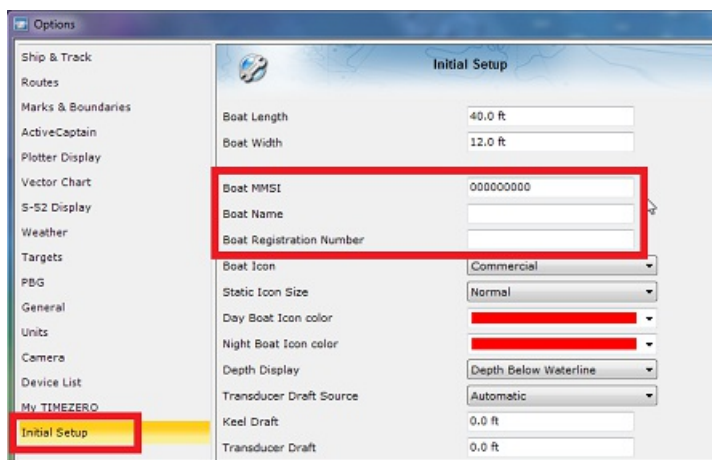 Options
Ship & Track
Routes
Marks & Boundaries
ActiveCaptain
Plotter Display
Vector Chart
S-52 Display
Weather
Targets
PBG
General
Units
Camera
Device List
My TIMEZERO
Initial Setup
Initial Setup
Boat Length 40.0 ft
Boat Width 12.0 ft
Boat MMSI 000000000
Boat Name
Boat Registration Number
Boat Icon Commercial
Static Icon Size Normal
Day Boat Icon color
Night Boat Icon color
Depth Display Depth Below Waterline
Transducer Draft Source Automatic
Keel Draft 0.0 ft
Transducer Draft 0.0 ft